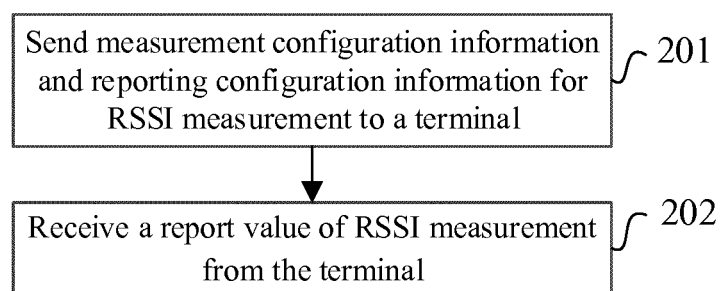 Send measurement configuration information
and reporting configuration information for
RSSI measurement to a terminal
201
Receive a report value of RSSI measurement
from the terminal
202